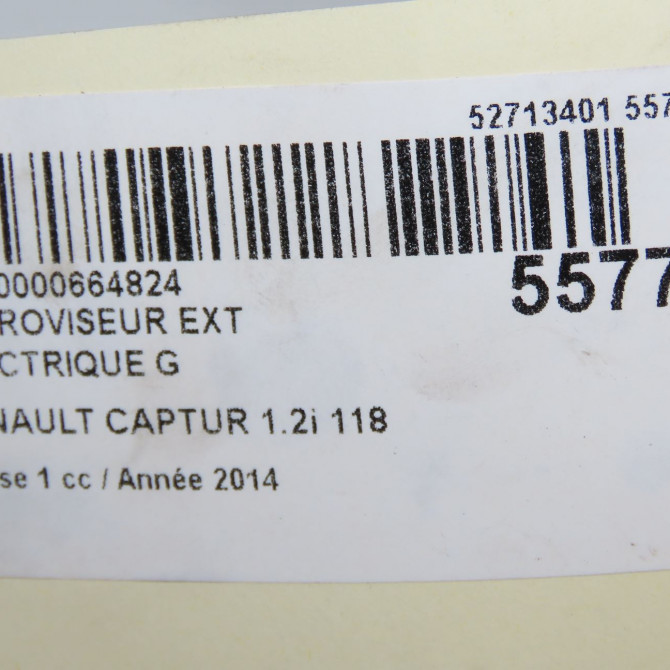 52713401 557
0000664824
5577
ROVISEUR EXT
CTRIQUE G
NAULT CAPTUR 1.2i 118
se 1 cc / Année 2014